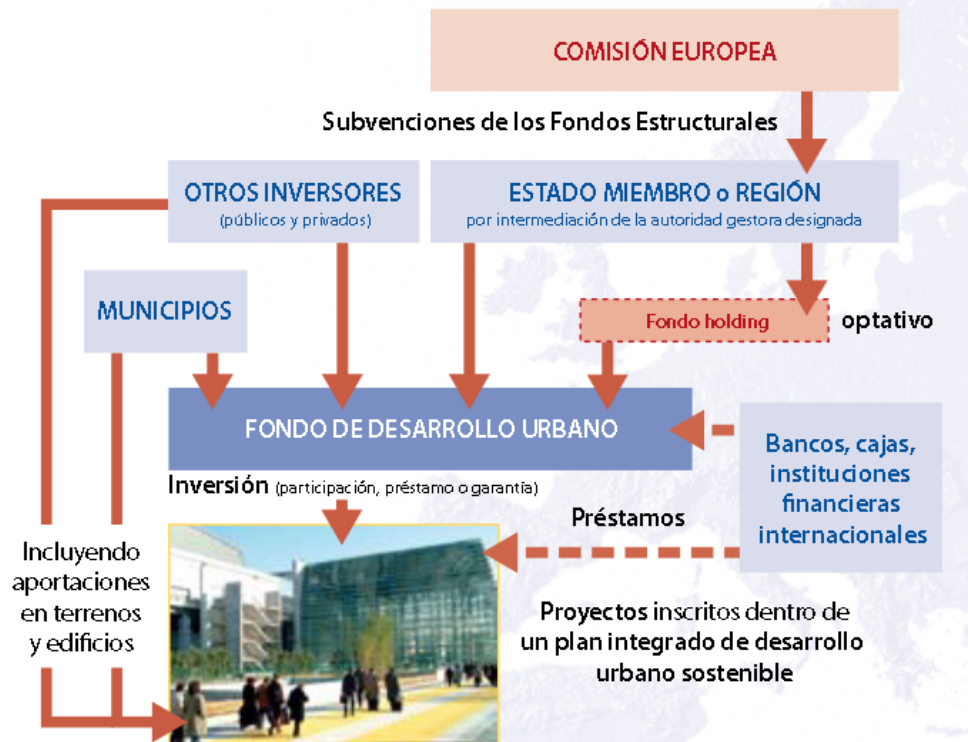 COMISIÓN EUROPEA
Subvenciones de los Fondos Estructurales
OTROS INVERSORES
(públicos y privados)
ESTADO MIEMBRO o REGIÓN
por intermediación de la autoridad gestora designada
MUNICIPIOS
Fondo holding
optativo
FONDO DE DESARROLLO URBANO
Bancos, cajas,
instituciones
financieras
internacionales
Inversión (participación, préstamo o garantía)
Préstamos
Incluyendo
aportaciones
en terrenos
y edificios
Proyectos inscritos dentro de
un plan integrado de desarrollo
urbano sostenible